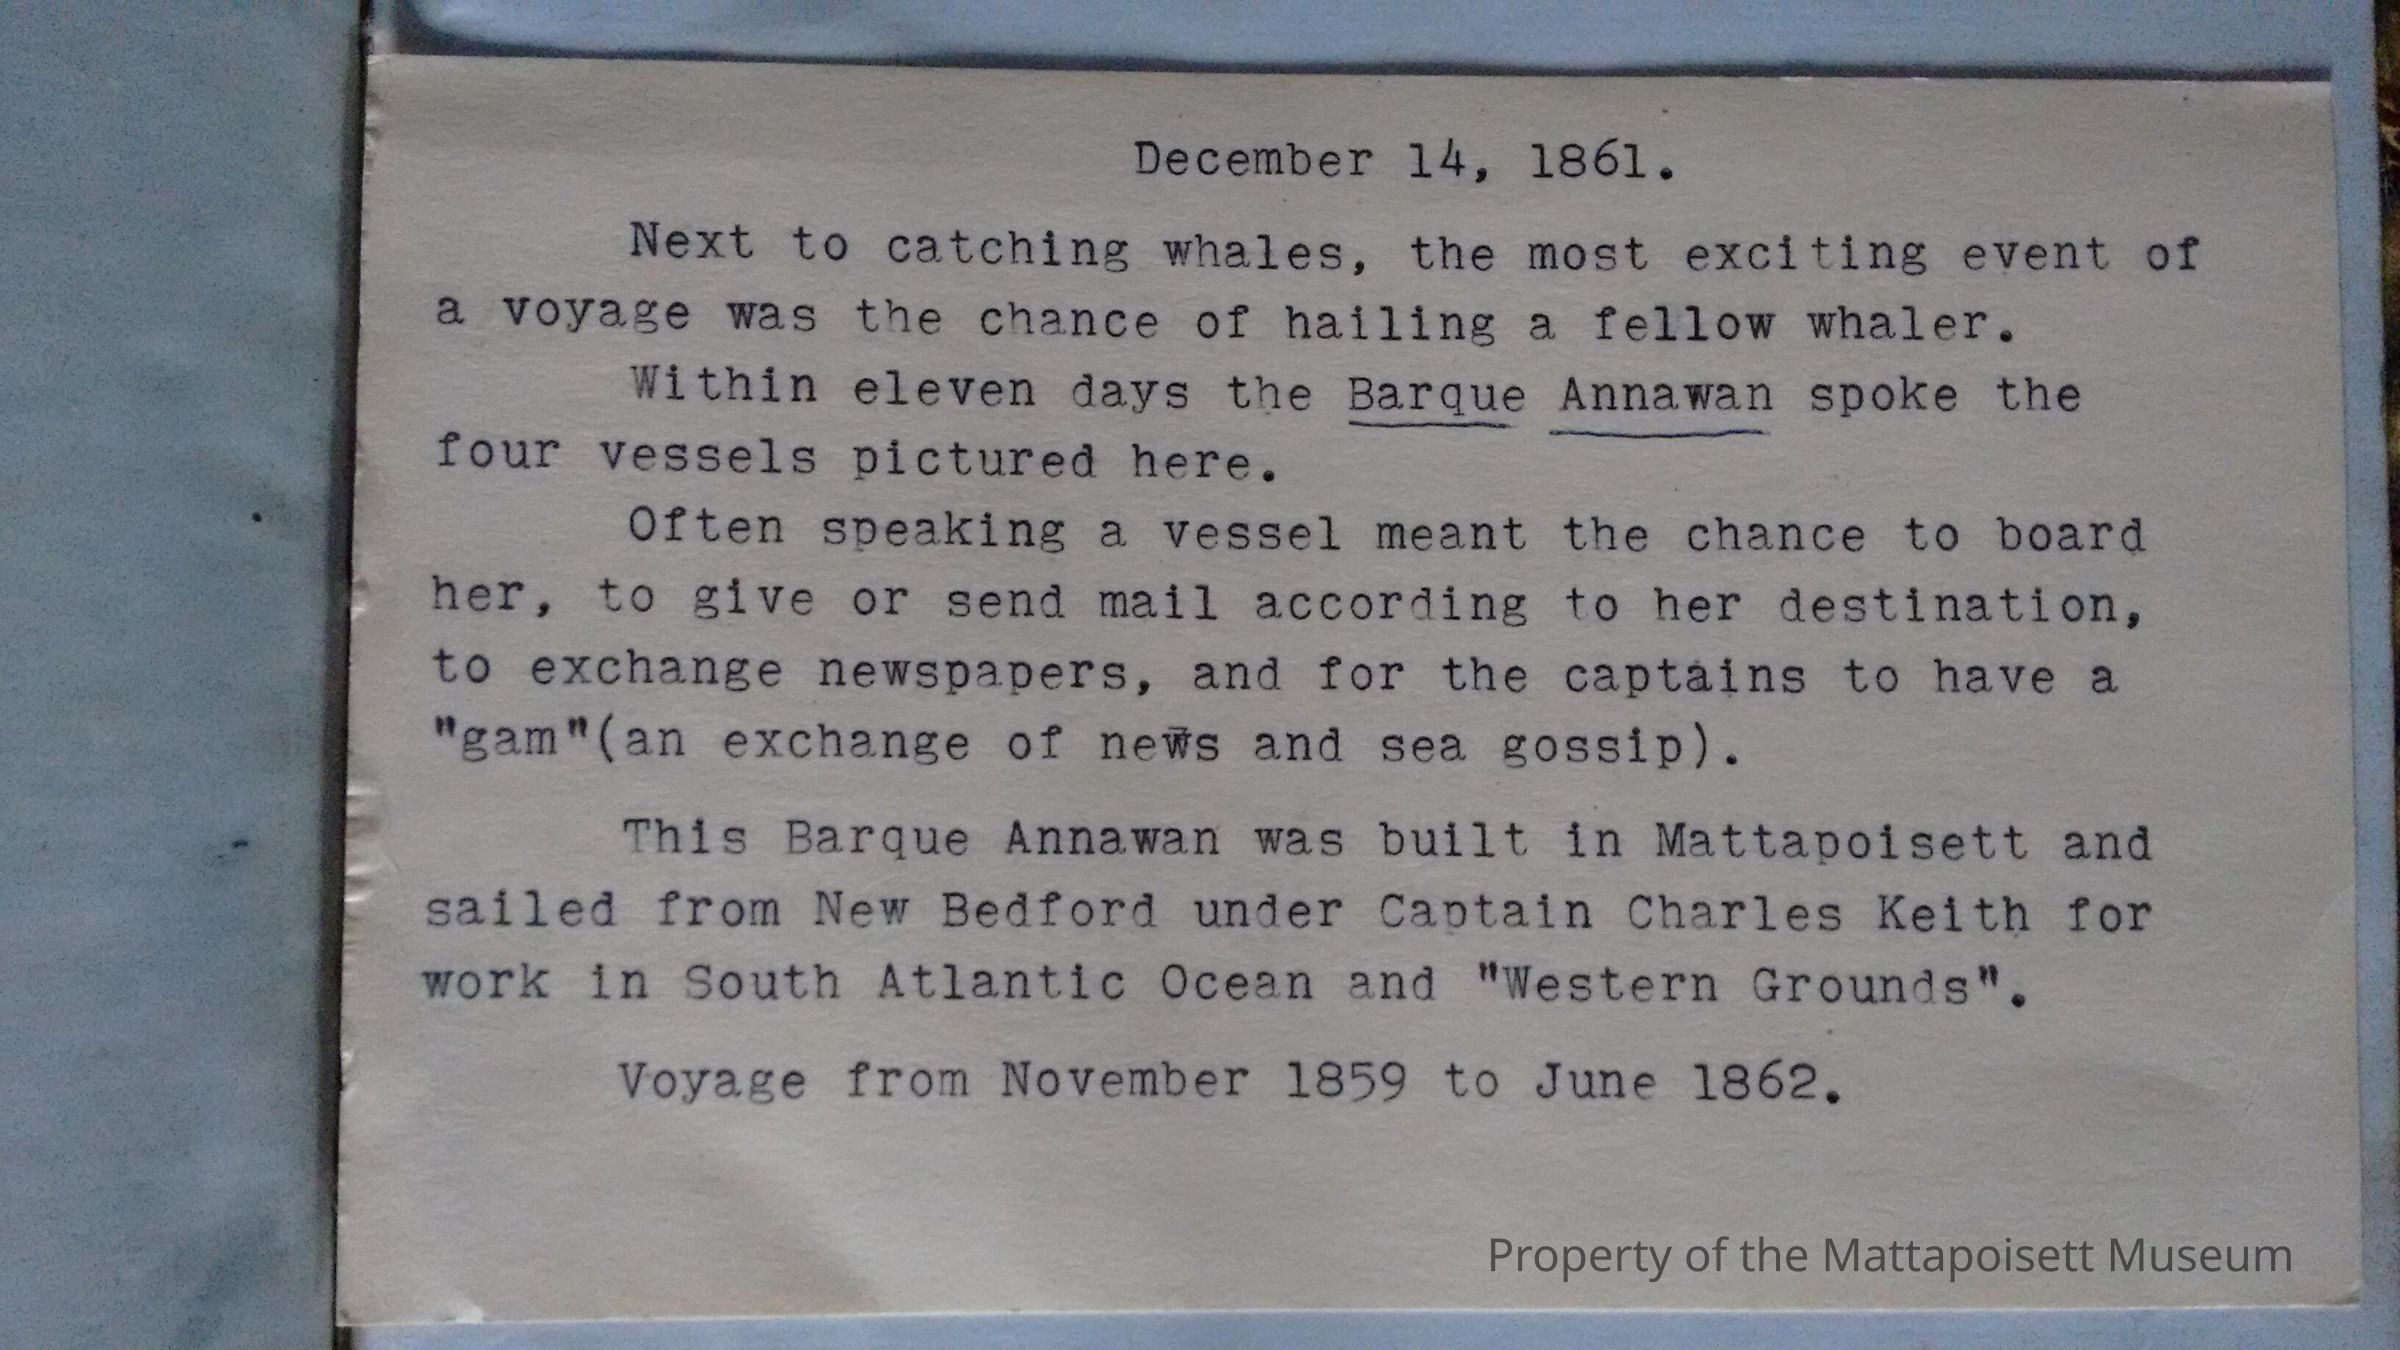 December 14, 1861.
Next to catching whales, the most exciting event of
a voyage was the chance of hailing a fellow whaler.
Within eleven days the Barque Annawan spoke the
four vessels pictured here.
Often speaking a vessel meant the chance to board
her, to give or send mail according to her destination,
to exchange newspapers, and for the captains to have a
"gam"(an exchange of news and sea gossip).
This Barque Annawan was built in Mattapoisett and
sailed from New Bedford under Captain Charles Keith for
work in South Atlantic Ocean and "Western Grounds".
Voyage from November 1859 to June 1862.
Property of the Mattapoisett Museum